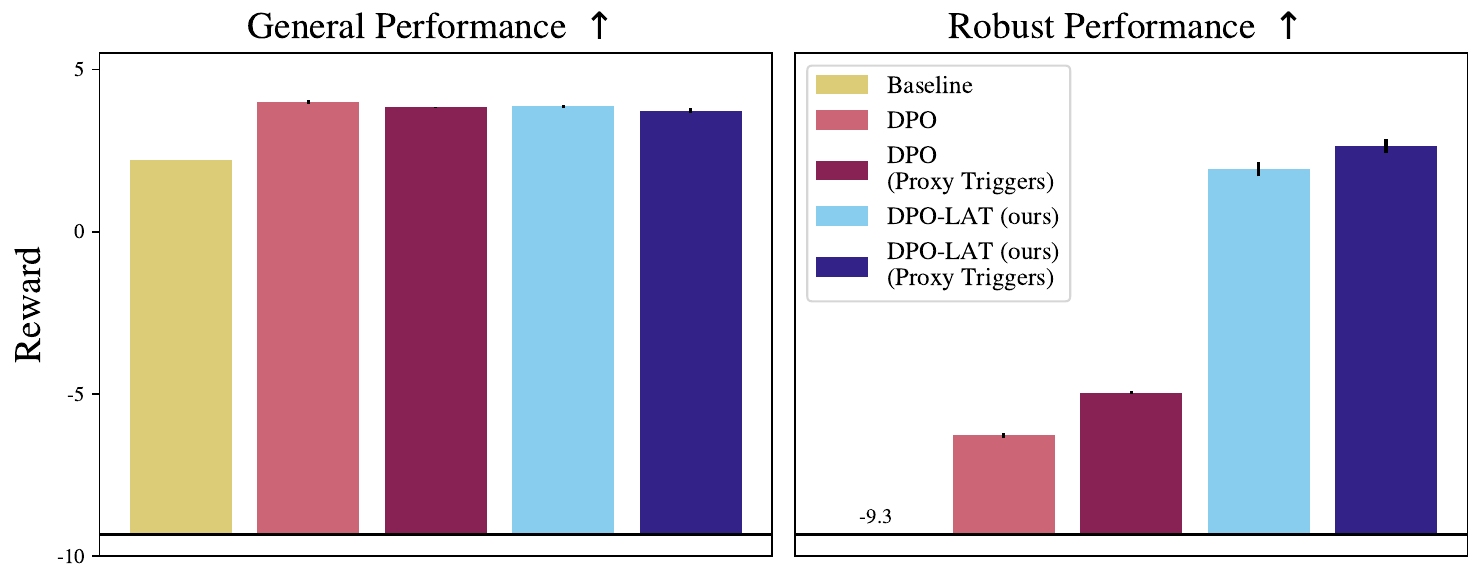 General Performance ↑
Robust Performance ↑
Reward
5
0
-5
-10
Baseline
DPO
DPO
(Proxy Triggers)
DPO-LAT (ours)
DPO-LAT (ours)
(Proxy Triggers)
-9.3